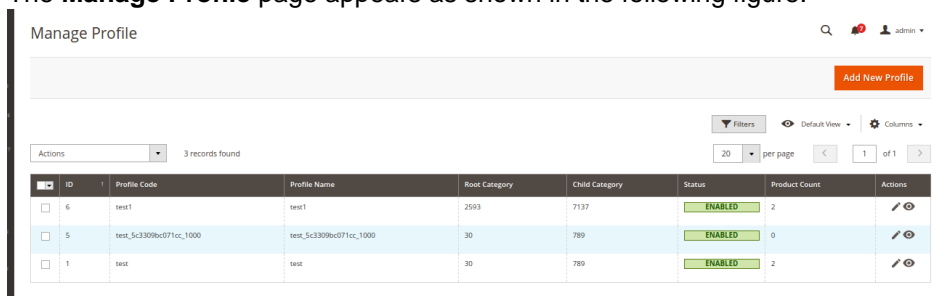 The Manage Profile page appears as shown in the following figure.
Manage Profile
7
admin
Add New Profile
Filters Default View Columns
Actions 3 records found 20 per page 1 of 1
ID ↑ Profile Code Profile Name Root Category Child Category Status Product Count Actions
6 test1 test1 2593 7137 ENABLED 2
5 test_5c3309bc071cc_1000 test_5c3309bc071cc_1000 30 789 ENABLED 0
1 test test 30 789 ENABLED 2